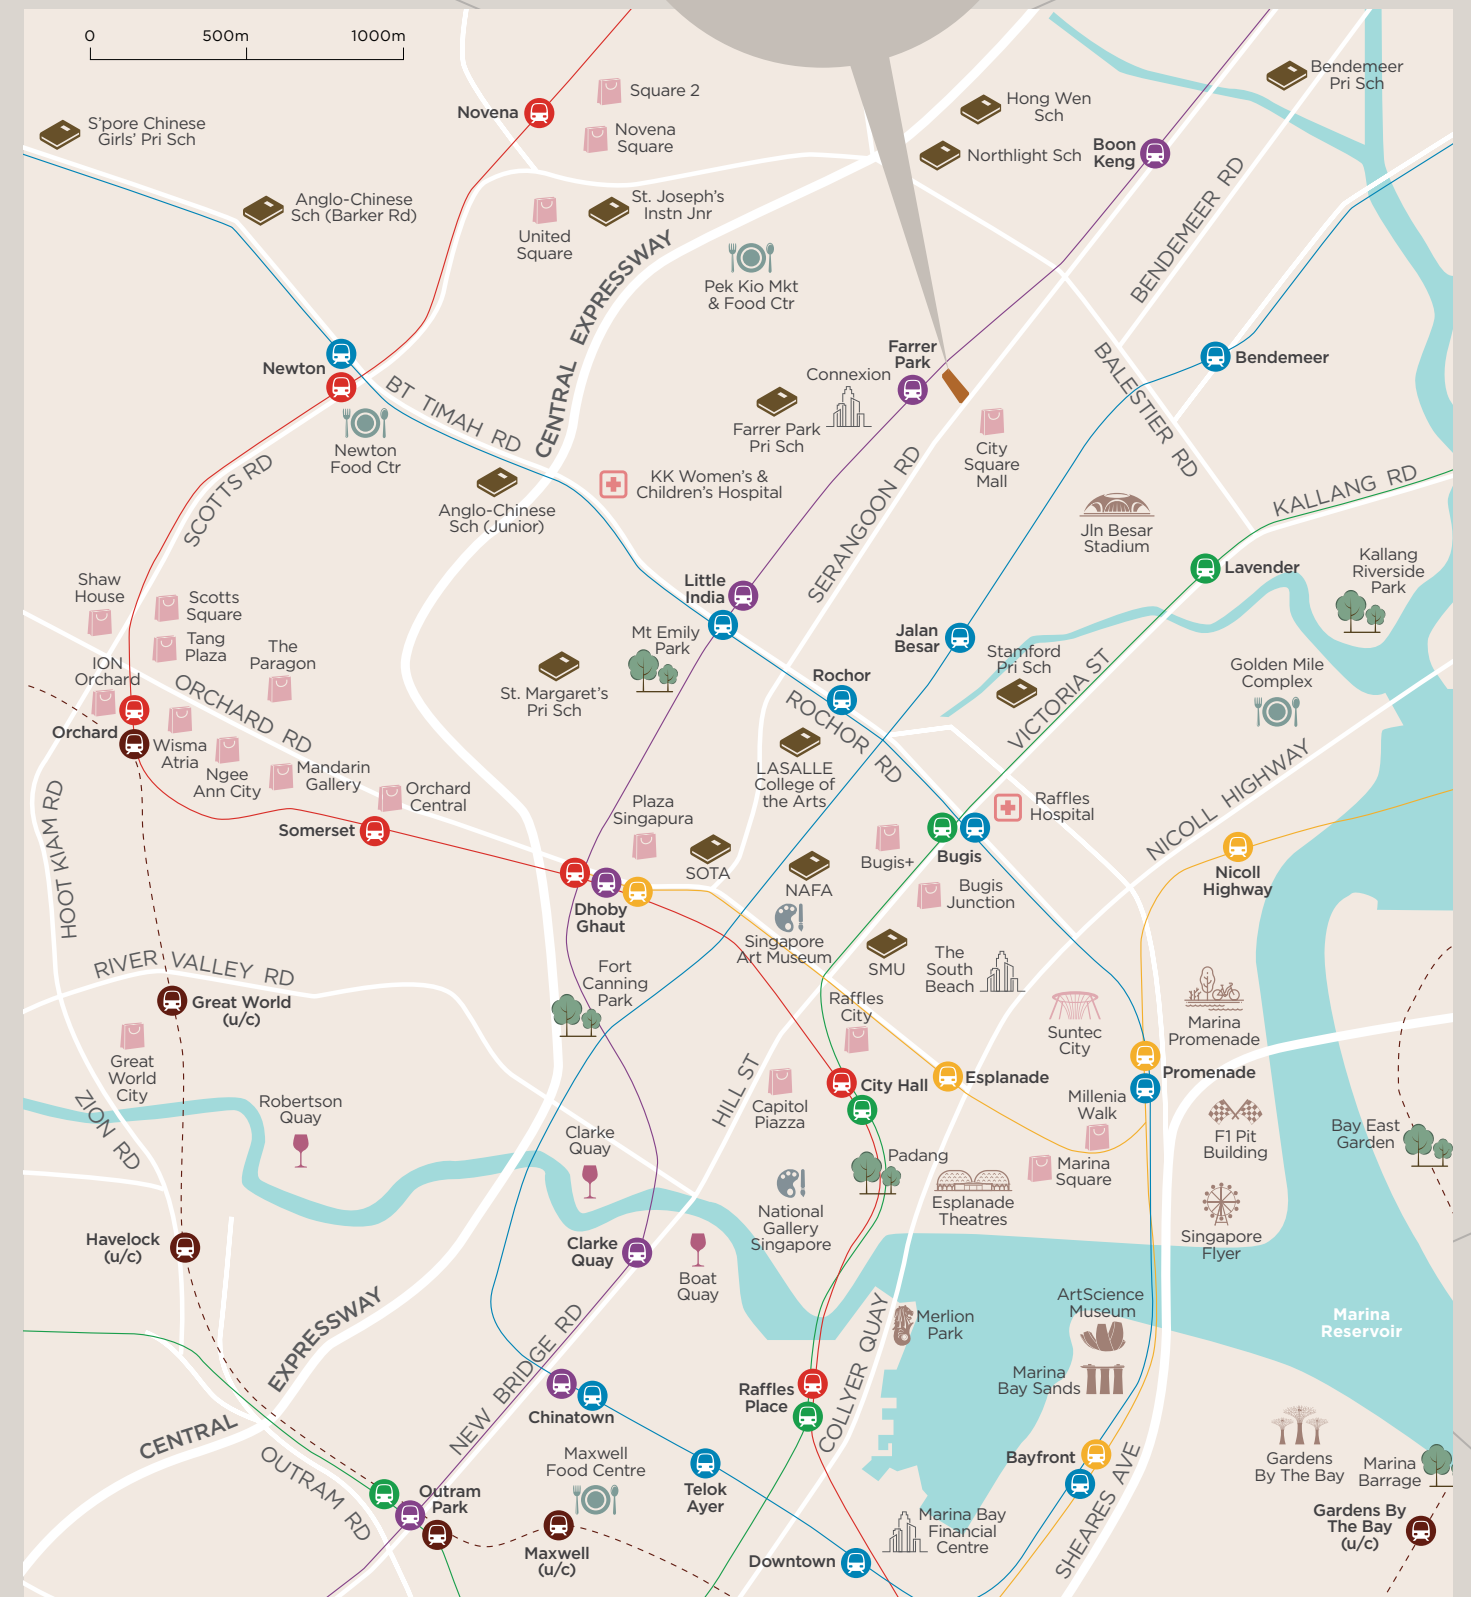 0 500m 1000m
Novena
Square 2
Novena
Square
S'pore Chinese
Girls' Pri Sch
Anglo-Chinese
Sch (Barker Rd)
St. Joseph's
Instn Jnr
United
Square
Hong Wen
Sch
Northlight Sch
Boon
Keng
Bendemeer
Pri Sch
BENDEMEER RD
CENTRAL EXPRESSWAY
Pek Kio Mkt
& Food Ctr
Newton
BT TIMAH RD
Newton
Food Ctr
SCOTTS RD
Anglo-Chinese
Sch (Junior)
KK Women's &
Children's Hospital
Farrer
Park
Connexion
Farrer Park
Pri Sch
City
Square
Mall
SERANGOON RD
BALESTIER RD
Bendemeer
KALLANG RD
Jln Besar
Stadium
Lavender
Kallang
Riverside
Park
Shaw
House
Scotts
Square
Tang
Plaza
The
Paragon
ION
Orchard
ORCHARD RD
Orchard
Wisma
Atria
Ngee
Ann City
Mandarin
Gallery
Orchard
Central
Somerset
Little
India
Mt Emily
Park
St. Margaret's
Pri Sch
Rochor
ROCHOR RD
Jalan
Besar
Stamford
Pri Sch
VICTORIA ST
Golden Mile
Complex
NICOLL HIGHWAY
LASALLE
College of
the Arts
Plaza
Singapura
SOTA
NAFA
Bugis+
Bugis
Raffles
Hospital
Bugis
Junction
Nicoll
Highway
HOOT KIAM RD
Dhoby
Ghaut
Singapore
Art Museum
SMU
The
South
Beach
RIVER VALLEY RD
Great World
(u/c)
Great
World
City
Fort
Canning
Park
Raffles
City
Suntec
City
Marina
Promenade
Promenade
Esplanade
City Hall
HILL ST
Capitol
Piazza
Millenia
Walk
F1 Pit
Building
Bay East
Garden
ZION RD
Robertson
Quay
Clarke
Quay
Padang
Marina
Square
National
Gallery
Singapore
Esplanade
Theatres
Singapore
Flyer
Havelock
(u/c)
Clarke
Quay
Boat
Quay
CENTRAL EXPRESSWAY
NEW BRIDGE RD
COLLYER QUAY
Merlion
Park
ArtScience
Museum
Marina
Bay Sands
Marina
Reservoir
Raffles
Place
Chinatown
OUTRAM RD
Outram
Park
Maxwell
Food Centre
Maxwell
(u/c)
Telok
Ayer
Downtown
Marina Bay
Financial
Centre
Bayfront
SHEARES AVE
Gardens
By The Bay
Marina
Barrage
Gardens By
The Bay
(u/c)